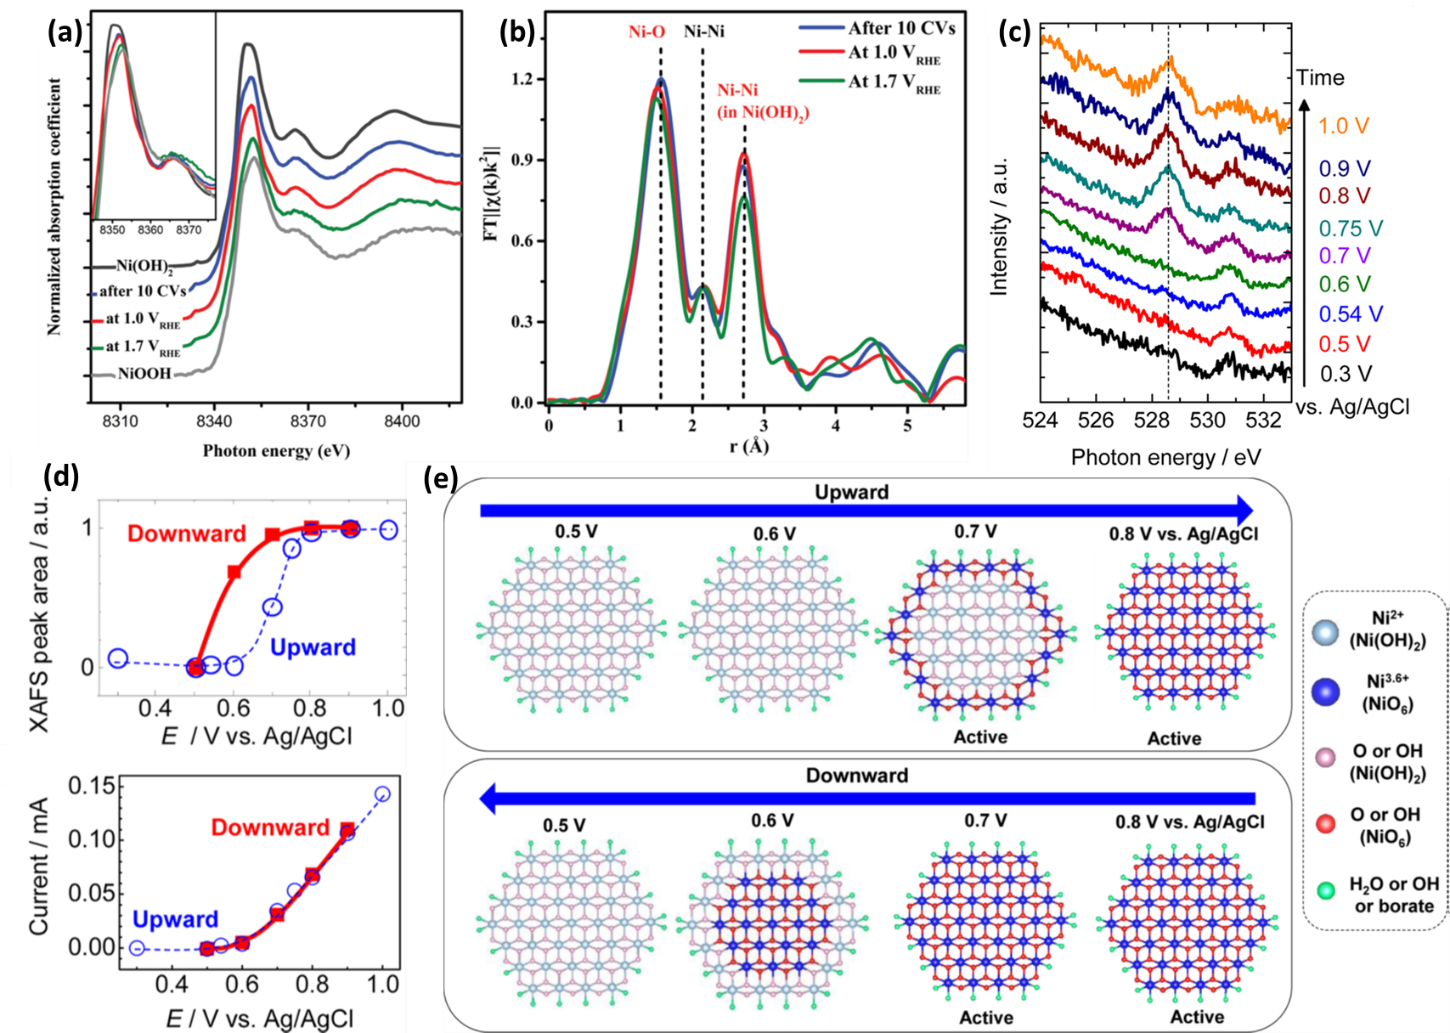 (a)
Normalized absorption coefficient
8350 8360 8370
Ni(OH)₂
after 10 CVs
at 1.0 V_RHE
at 1.7 V_RHE
NiOOH
8310 8340 8370 8400
Photon energy (eV)
(b)
Ni-O Ni-Ni
After 10 CVs
At 1.0 V_RHE
At 1.7 V_RHE
Ni-Ni
(in Ni(OH)₂)
FT|[χ(k)k²]|
1.2
0.9
0.6
0.3
0.0
0 1 2 3 4 5
r (Å)
(c)
Intensity / a.u.
Time
1.0 V
0.9 V
0.8 V
0.75 V
0.7 V
0.6 V
0.54 V
0.5 V
0.3 V
vs. Ag/AgCl
524 526 528 530 532
Photon energy / eV
(d)
XAFS peak area / a.u.
1
0
Downward
Upward
0.4 0.6 0.8 1.0
E / V vs. Ag/AgCl
Current / mA
0.15
0.10
0.05
0.00
Downward
Upward
0.4 0.6 0.8 1.0
E / V vs. Ag/AgCl
(e)
Upward
0.5 V 0.6 V 0.7 V 0.8 V vs. Ag/AgCl
Active Active
Downward
0.5 V 0.6 V 0.7 V 0.8 V vs. Ag/AgCl
Active Active
Ni²⁺
(Ni(OH)₂)
Ni³·⁶⁺
(NiO₆)
O or OH
(Ni(OH)₂)
O or OH
(NiO₆)
H₂O or OH
or borate